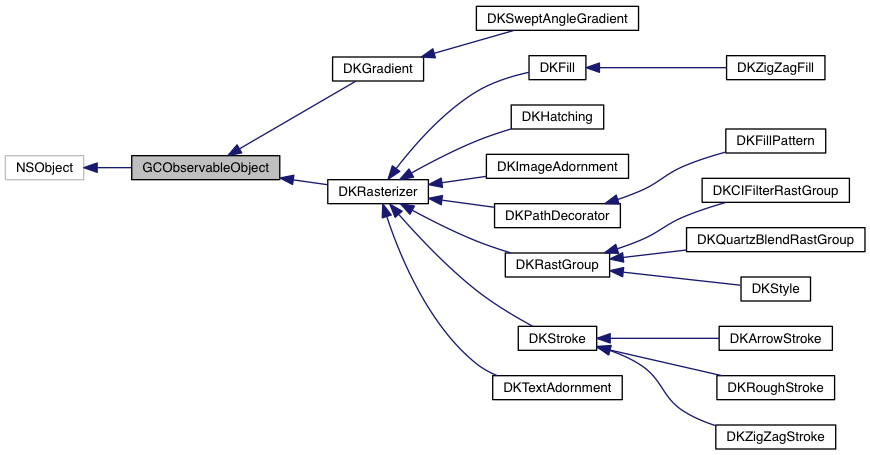 DKSweptAngleGradient
DKGradient
DKFill
DKZigZagFill
DKHatching
DKFillPattern
NSObject
GCObservableObject
DKImageAdornment
DKRasterizer
DKCIFilterRastGroup
DKPathDecorator
DKQuartzBlendRastGroup
DKRastGroup
DKStyle
DKStroke
DKArrowStroke
DKTextAdornment
DKRoughStroke
DKZigZagStroke